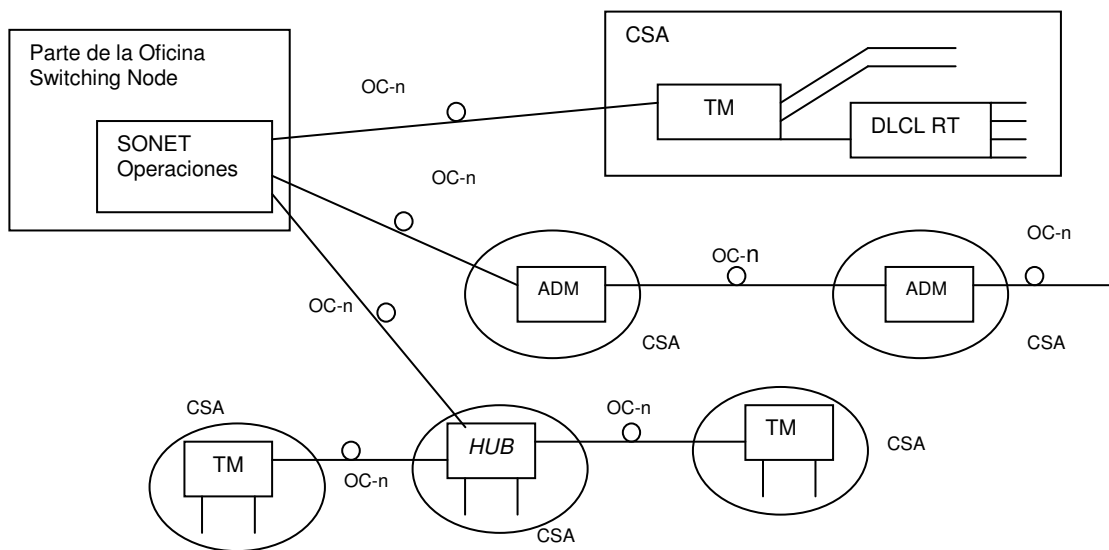 Parte de la Oficina
Switching Node
SONET
Operaciones
OC-n
CSA
TM
DLCL RT
OC-n
OC-n
ADM
CSA
OC-n
ADM
OC-n
CSA
CSA
TM
OC-n
HUB
CSA
OC-n
TM
CSA